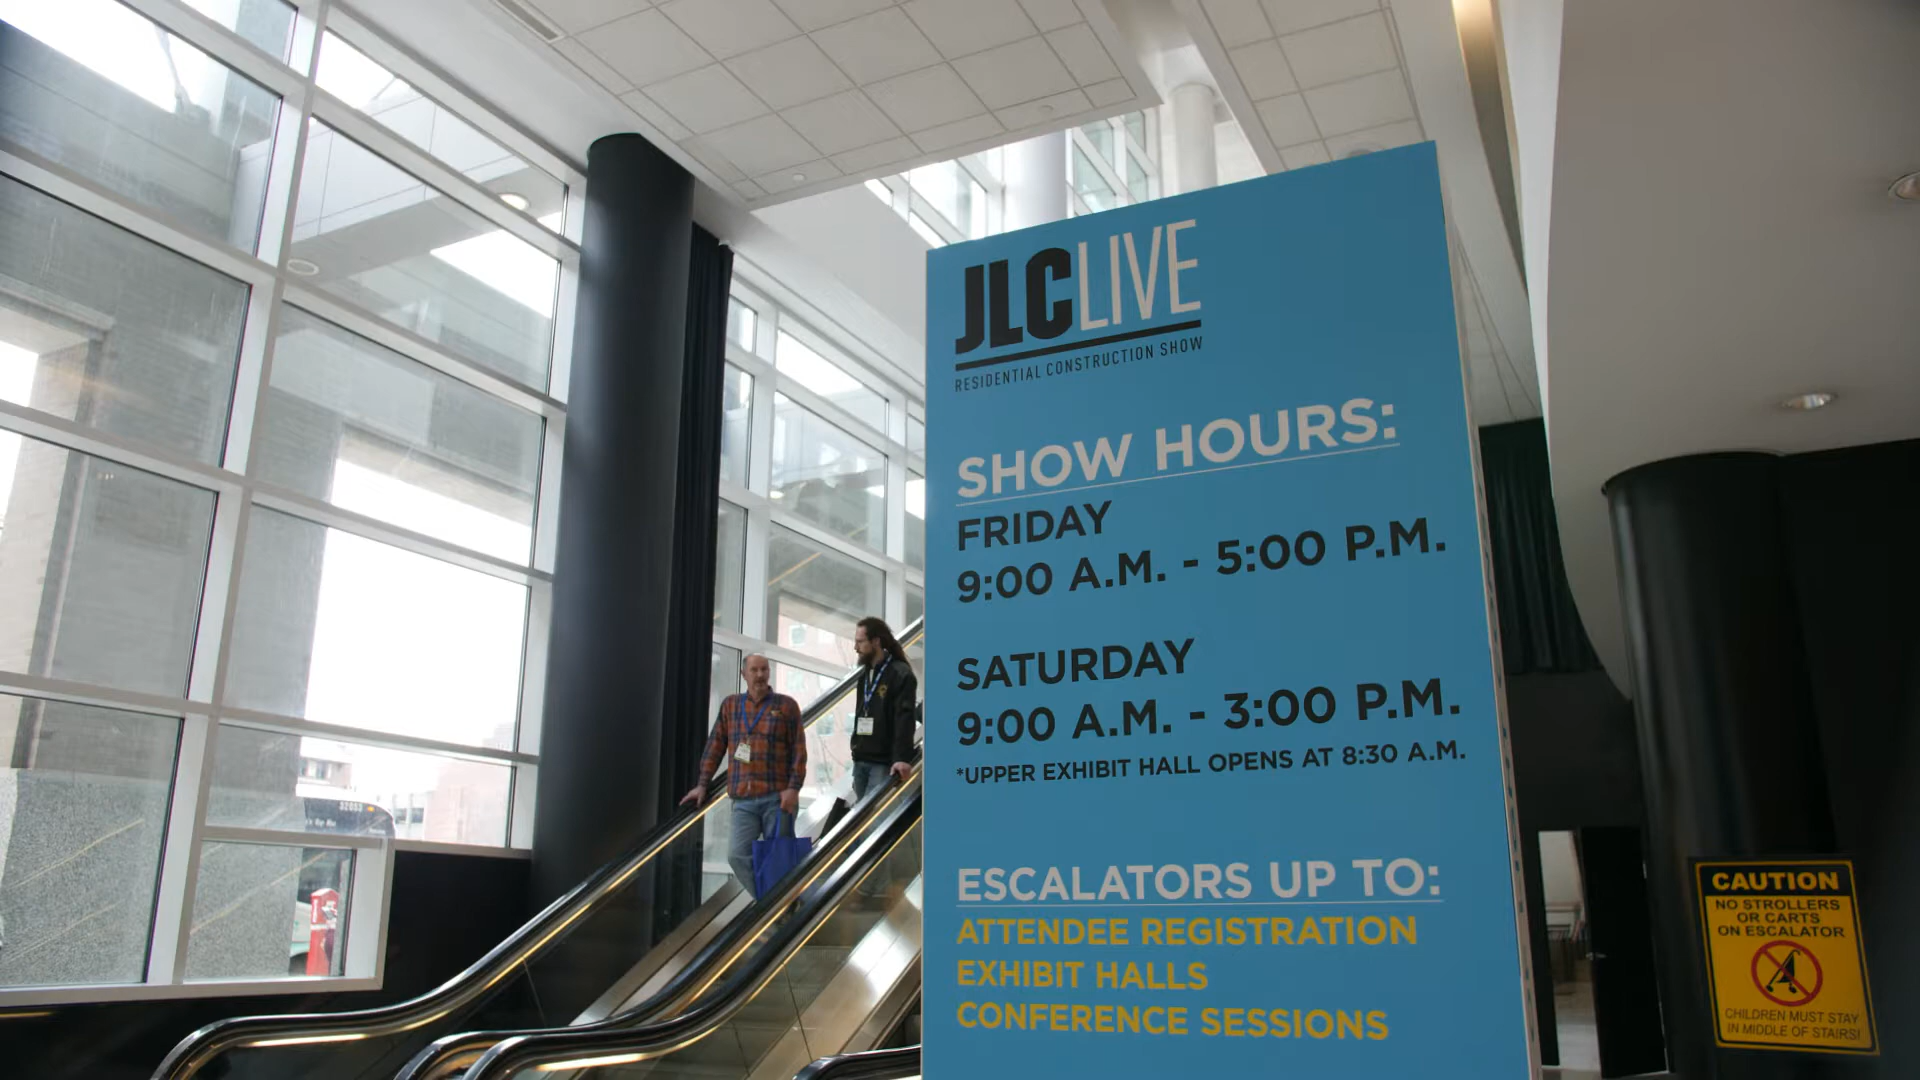 JLCLIVE
RESIDENTIAL CONSTRUCTION SHOW
SHOW HOURS:
FRIDAY
9:00 A.M. - 5:00 P.M.
SATURDAY
9:00 A.M. - 3:00 P.M.
*UPPER EXHIBIT HALL OPENS AT 8:30 A.M.
ESCALATORS UP TO:
ATTENDEE REGISTRATION
EXHIBIT HALLS
CONFERENCE SESSIONS
CAUTION
NO STROLLERS
OR CARTS
ON ESCALATOR
CHILDREN MUST STAY
IN MIDDLE OF STAIRS!
32053